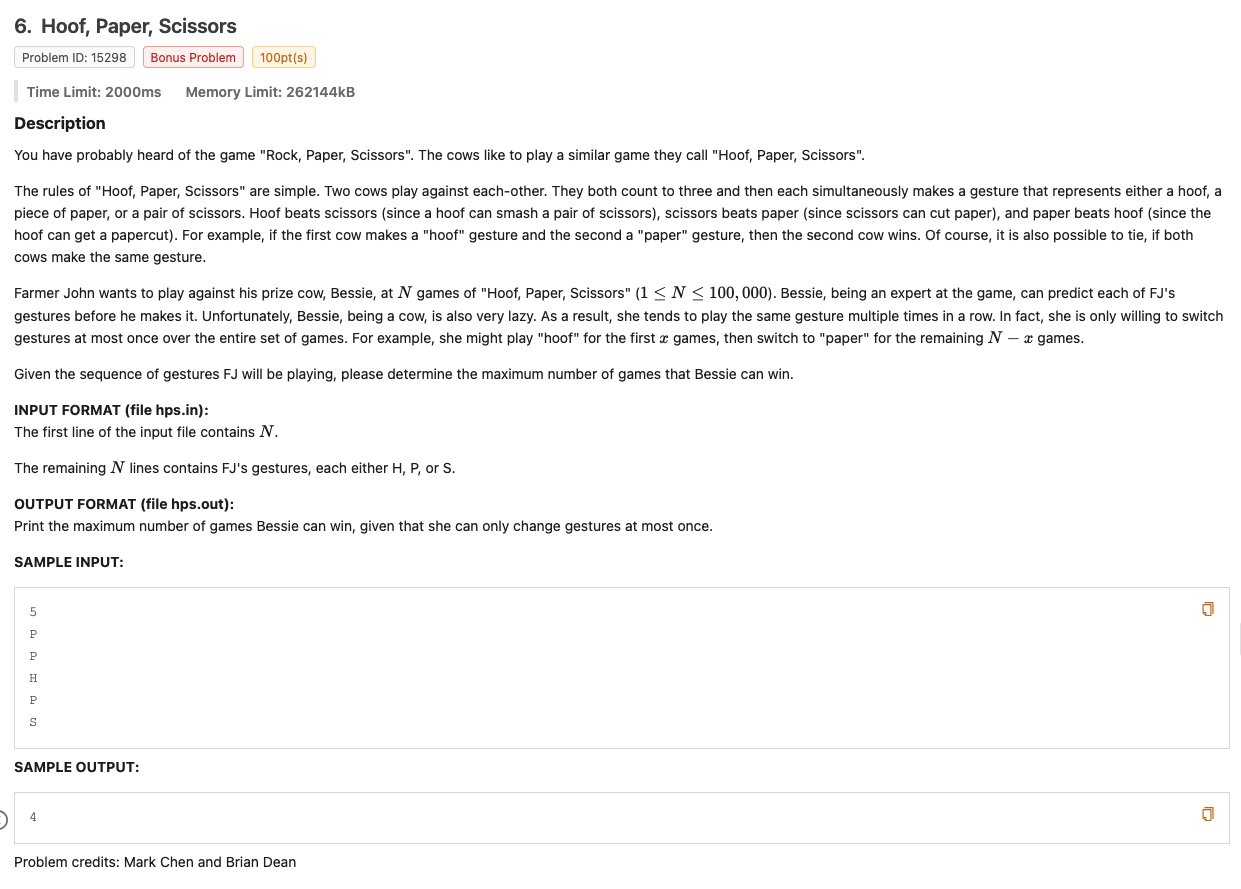 6. Hoof, Paper, Scissors
Problem ID: 15298 Bonus Problem 100pt(s)
Time Limit: 2000ms Memory Limit: 262144kB
Description
You have probably heard of the game "Rock, Paper, Scissors". The cows like to play a similar game they call "Hoof, Paper, Scissors".
The rules of "Hoof, Paper, Scissors" are simple. Two cows play against each-other. They both count to three and then each simultaneously makes a gesture that represents either a hoof, a
piece of paper, or a pair of scissors. Hoof beats scissors (since a hoof can smash a pair of scissors), scissors beats paper (since scissors can cut paper), and paper beats hoof (since the
hoof can get a papercut). For example, if the first cow makes a "hoof" gesture and the second a "paper" gesture, then the second cow wins. Of course, it is also possible to tie, if both
cows make the same gesture.
Farmer John wants to play against his prize cow, Bessie, at N games of "Hoof, Paper, Scissors" (1 ≤ N ≤ 100, 000). Bessie, being an expert at the game, can predict each of FJ's
gestures before he makes it. Unfortunately, Bessie, being a cow, is also very lazy. As a result, she tends to play the same gesture multiple times in a row. In fact, she is only willing to switch
gestures at most once over the entire set of games. For example, she might play "hoof" for the first x games, then switch to "paper" for the remaining N − x games.
Given the sequence of gestures FJ will be playing, please determine the maximum number of games that Bessie can win.
INPUT FORMAT (file hps.in):
The first line of the input file contains N.
The remaining N lines contains FJ's gestures, each either H, P, or S.
OUTPUT FORMAT (file hps.out):
Print the maximum number of games Bessie can win, given that she can only change gestures at most once.
SAMPLE INPUT:
5
P
P
H
P
S
SAMPLE OUTPUT:
4
Problem credits: Mark Chen and Brian Dean